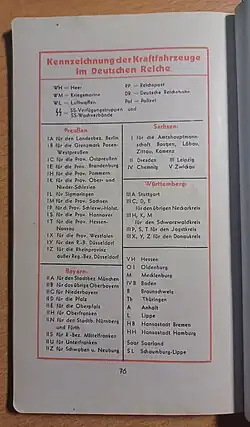 Kennzeichnung der Kraftfahrzeuge
im Deutschen Reiche
WH — Heer
WM — Kriegsmarine
WL — Luftwaffen
SS-Verfügungstruppen und
SS-Wachverbände
RP — Reichspost
DR — Deutsche Reichsbahn
Pol — Polizei
Preußen:
IA für den Landesbez. Berlin
IB für die Grenzmark Posen-
Westpreußen
IC für die Prov. Ostpreußen
IE für die Prov. Brandenburg
IH für die Prov. Pommern
IK für die Prov. Ober- und
Nieder-Schlesien
IL für Sigmaringen
IM für die Prov. Sachsen
IP für d. Prov. Schlesw.-Holst.
IS für die Prov. Hannover
IT für die Prov. Hessen-
Nassau
IX für die Prov. Westfalen
IY für den R.-B. Düsseldorf
IZ für die Rheinprovinz
außer Reg.-Bez. Düsseldorf
Bayern:
IIA für den Stadtbez. München
IIB für das übrige Oberbayern
IIC für Niederbayern
IID für die Pfalz
IIE für die Oberpfalz
IIH für Oberfranken
IIN für den Stadtb. Nürnberg
und Fürth
IIS für R.-Bez. Mittelfranken
IIU für Unterfranken
IIZ für Schwaben u. Neuburg
Sachsen:
I für die Amtshauptmann-
schaft Bautzen, Löbau,
Zittau, Kamenz
II Dresden III Leipzig
IV Chemnitz V Zwickau
Württemberg:
IIIA Stuttgart
IIIC, D, E
für den übrigen Neckarkreis
IIIH, K, M
für den Schwarzwaldkreis
IIIP, S, T für den Jagstkreis
IIIX, Y, Z für den Donaukreis
VH Hessen
OI Oldenburg
M Mecklenburg
IVB Baden
B Braunschweig
Th Thüringen
A Anhalt
L Lippe
HB Hansestadt Bremen
HH Hansestadt Hamburg
Saar Saarland
SL Schaumburg-Lippe
76